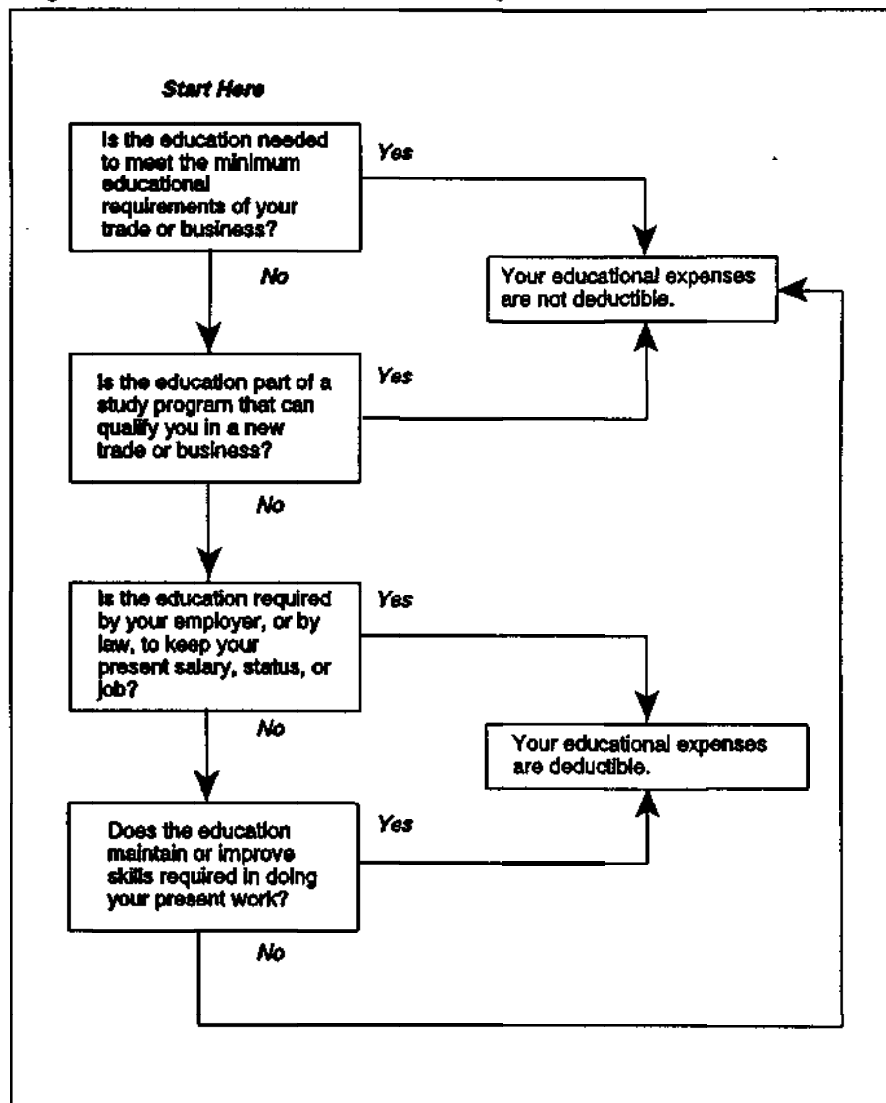 Start Here
Is the education needed
to meet the minimum
educational
requirements of your
trade or business?
Yes
No
Your educational expenses
are not deductible.
Is the education part of a
study program that can
qualify you in a new
trade or business?
Yes
No
Is the education required
by your employer, or by
law, to keep your
present salary, status, or
job?
Yes
No
Your educational expenses
are deductible.
Does the education
maintain or improve
skills required in doing
your present work?
Yes
No